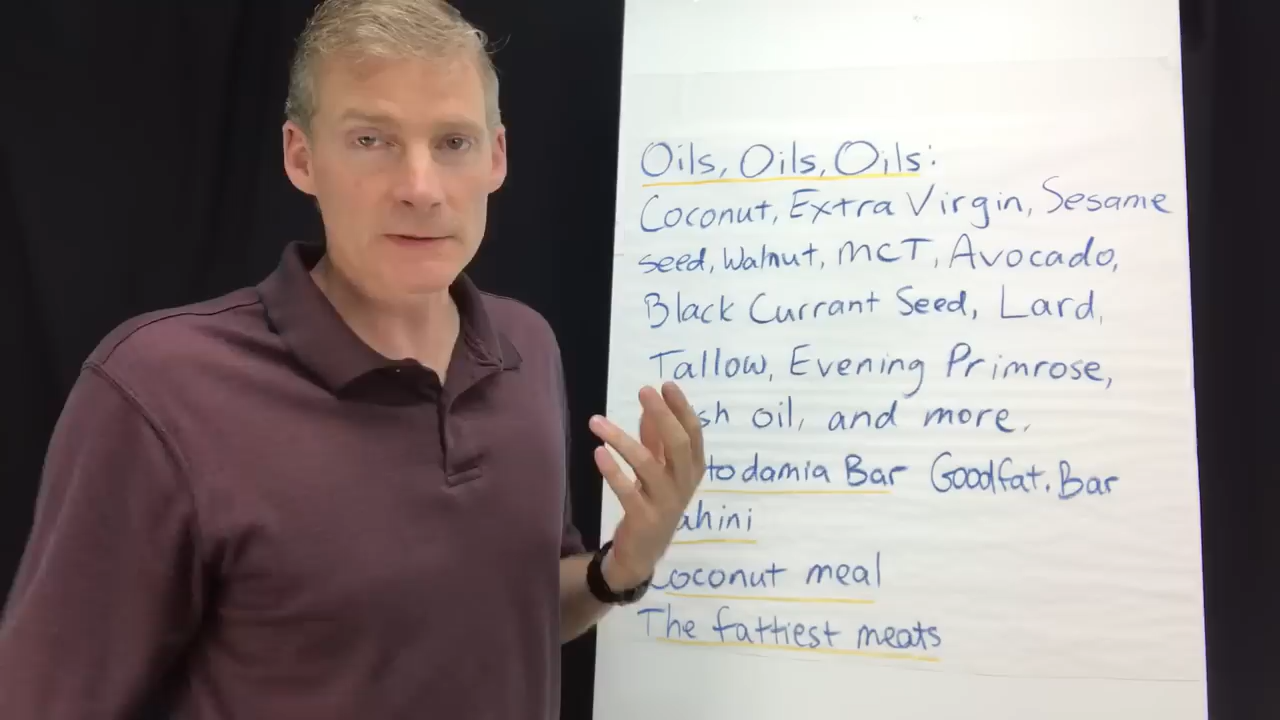 Oils, Oils, Oils:
Coconut, Extra Virgin, Sesame
seed, Walnut, MCT, Avocado,
Black Currant Seed, Lard,
Tallow, Evening Primrose,
oil, and more.
Bar Goodfat. Bar
Coconut meal
The fattiest meats